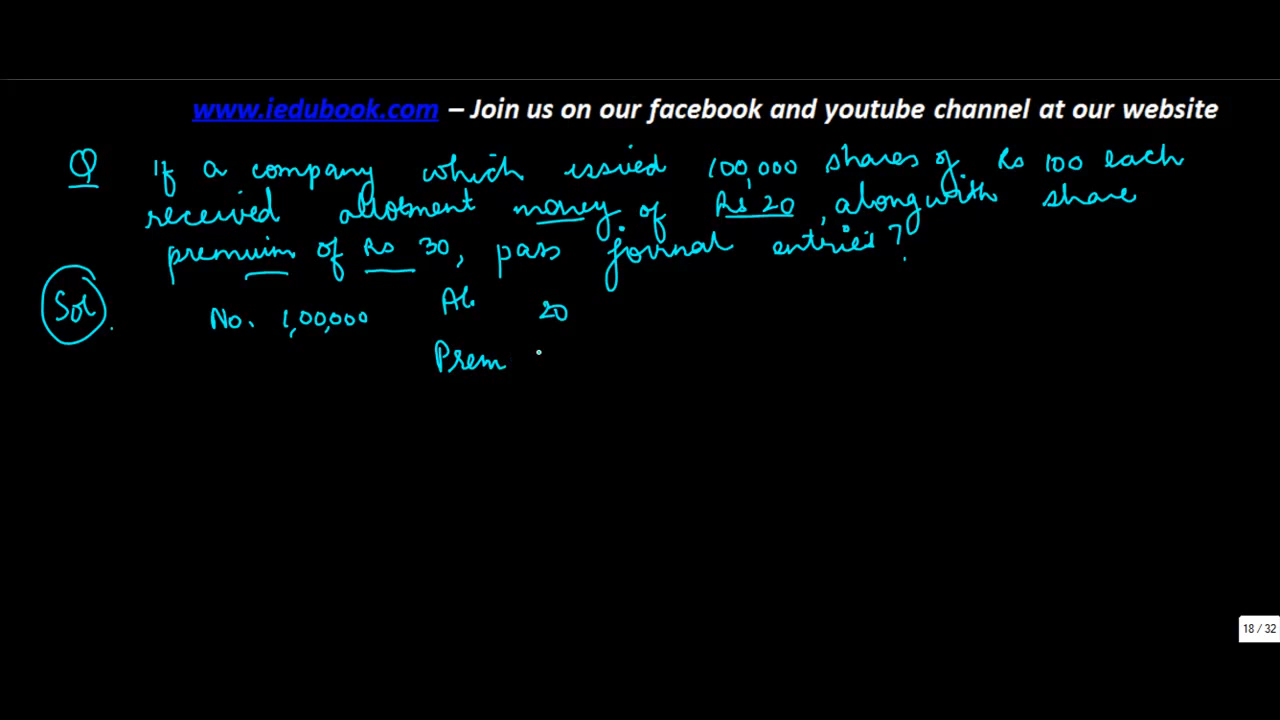 www.iedubook.com – Join us on our facebook and youtube channel at our website
Q If a company which issued 100,000 shares of Rs 100 each
received allotment money of Rs 20, alongwith share
premium of Rs 30, pass journal entries?
Sol. No. 1,00,000 Al. 20
Prem
18 / 32